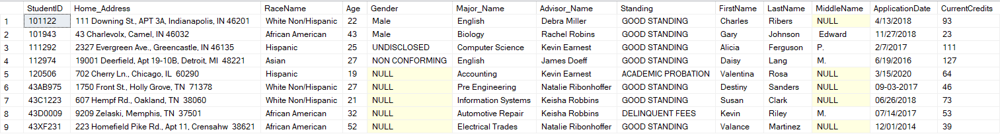 StudentID Home_Address RaceName Age Gender Major_Name Advisor_Name Standing FirstName LastName MiddleName ApplicationDate CurrentCredits
1 101122 111 Downing St., APT 3A, Indianapolis, IN 46201 White Non/Hispanic 22 Male English Debra Miller GOOD STANDING Charles Ribers NULL 4/13/2018 93
2 101943 43 Charlevolx, Camel, IN 46032 African American 43 Male Biology Rachel Robins GOOD STANDING Gary Johnson Edward 11/27/2018 23
3 111292 2327 Evergreen Ave., Greencastle, IN 46135 Hispanic 25 UNDISCLOSED Computer Science Kevin Earnest GOOD STANDING Alicia Ferguson P. 2/7/2017 111
4 112974 19001 Deerfield, Apt 19-10B, Detroit, MI 48221 Asian 27 NON CONFORMING English James Doeff GOOD STANDING Daisy Lang M. 6/19/2016 127
5 120506 702 Cherry Ln., Chicago, IL 60290 Hispanic 19 NULL Accounting Kevin Earnest ACADEMIC PROBATION Valentina Rosa NULL 3/15/2020 64
6 43AB975 1750 Front St., Holly Grove, TN 71378 White Non/Hispanic 27 NULL Pre Engineering Natalie Ribonhoffer GOOD STANDING Destiny Sanders NULL 09-03-2017 46
7 43C1223 607 Hempf Rd., Oakland, TN 38060 White Non/Hispanic 21 NULL Information Systems Keisha Robbins GOOD STANDING Susan Clark NULL 06/26/2018 73
8 43D0009 9209 Zelaski, Memphis, TN 37501 African American 32 NULL Automotive Repair Keisha Robbins DELINQUENT FEES Kevin Riley M. 07/14/2017 53
9 43XF231 223 Homefield Pike Rd., Apt 11, Crensahw 38621 African American 52 NULL Electrical Trades Natalie Ribonhoffer GOOD STANDING Valance Martinez NULL 12/01/2014 39